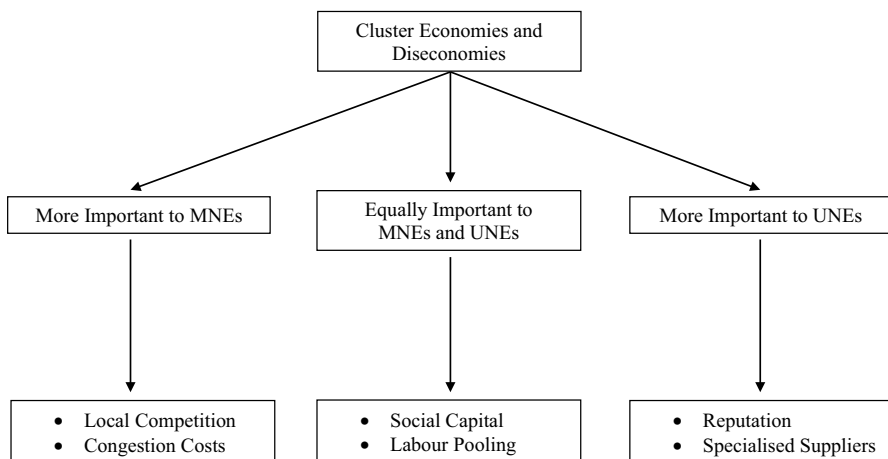 Cluster Economies and
Diseconomies
More Important to MNEs
Equally Important to
MNEs and UNEs
More Important to UNEs
• Local Competition
• Congestion Costs
• Social Capital
• Labour Pooling
• Reputation
• Specialised Suppliers